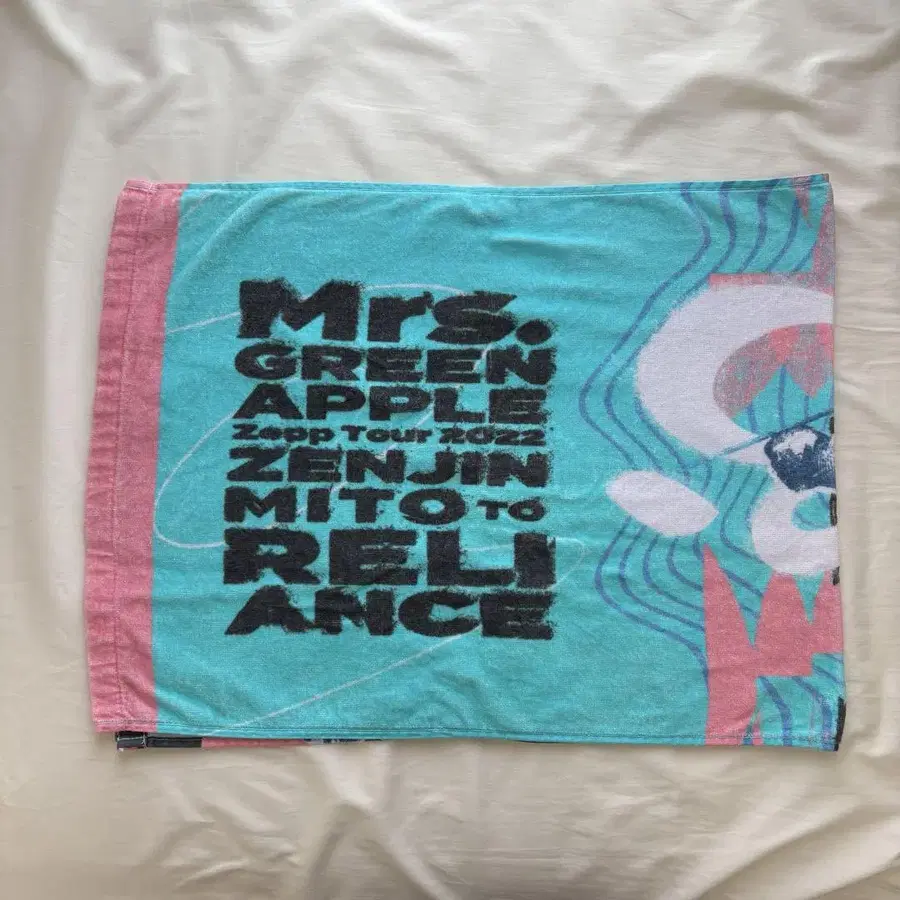 Mrs.
GREEN
APPLE
Zepp Tour 2022
ZENJIN
MITO TO
RELI
ANCE